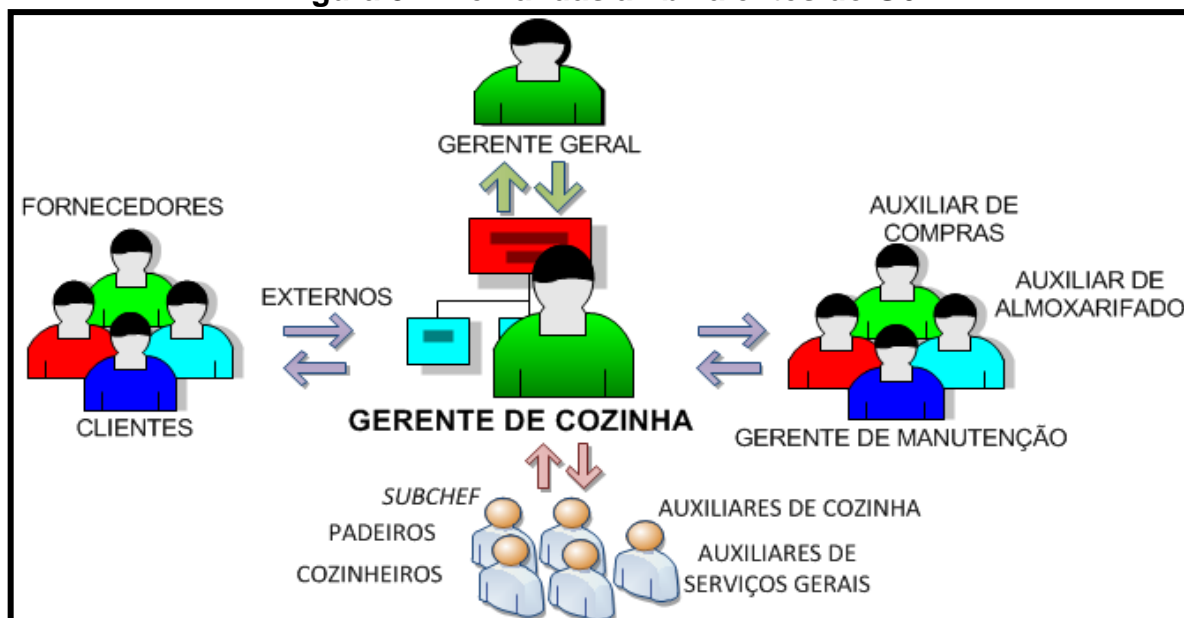 GERENTE GERAL
FORNECEDORES
EXTERNOS
CLIENTES
GERENTE DE COZINHA
AUXILIAR DE
COMPRAS
AUXILIAR DE
ALMOXARIFADO
GERENTE DE MANUTENÇÃO
SUBCHEF
PADEIROS
COZINHEIROS
AUXILIARES DE COZINHA
AUXILIARES DE
SERVIÇOS GERAIS